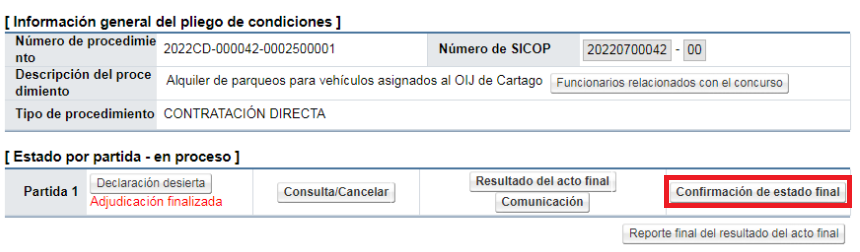 [ Información general del pliego de condiciones ]
Número de procedimie
nto
2022CD-000042-0002500001
Número de SICOP
20220700042 - 00
Descripción del proce
dimiento
Alquiler de parqueos para vehículos asignados al OIJ de Cartago
Funcionarios relacionados con el concurso
Tipo de procedimiento
CONTRATACIÓN DIRECTA
[ Estado por partida - en proceso ]
Partida 1
Declaración desierta
Adjudicación finalizada
Consulta/Cancelar
Resultado del acto final
Comunicación
Confirmación de estado final
Reporte final del resultado del acto final